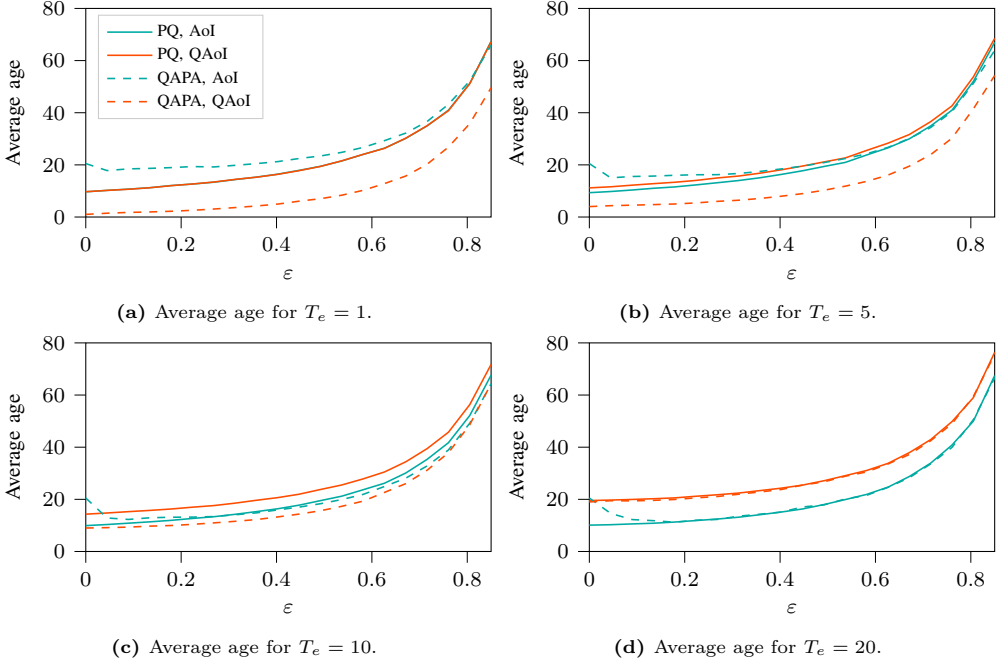 80
60
40
20
0
Average age
PQ, AoI
PQ, QAoI
QAPA, AoI
QAPA, QAoI
0 0.2 0.4 0.6 0.8
ε
(a) Average age for Tₑ = 1.
80
60
40
20
0
Average age
0 0.2 0.4 0.6 0.8
ε
(b) Average age for Tₑ = 5.
80
60
40
20
0
Average age
0 0.2 0.4 0.6 0.8
ε
(c) Average age for Tₑ = 10.
80
60
40
20
0
Average age
0 0.2 0.4 0.6 0.8
ε
(d) Average age for Tₑ = 20.